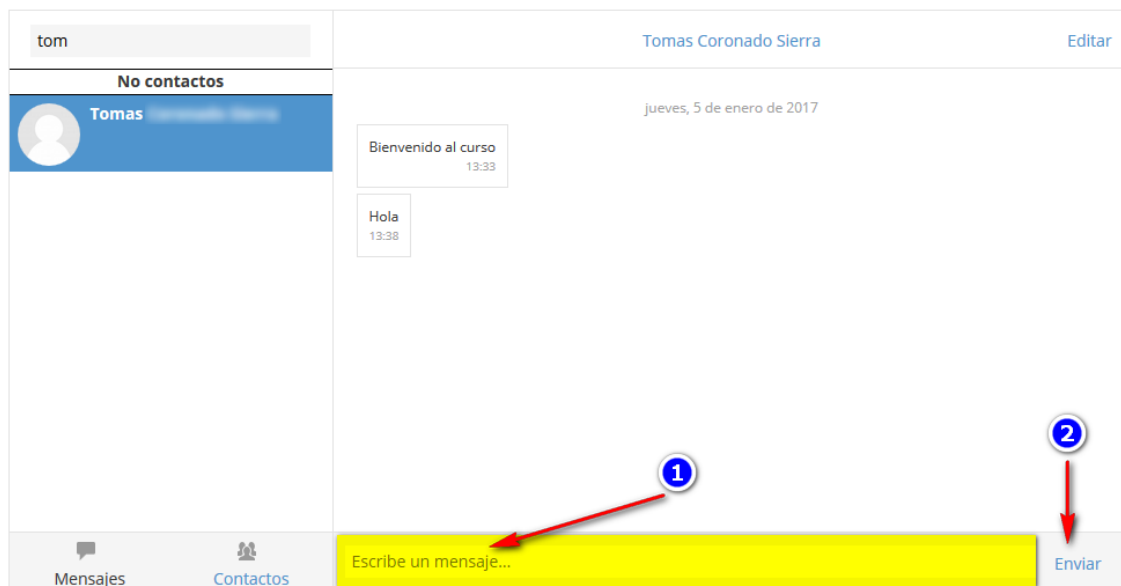 tom
Tomas Coronado Sierra
Editar
No contactos
Tomas
jueves, 5 de enero de 2017
Bienvenido al curso
13:33
Hola
13:38
1
2
Escribe un mensaje...
Enviar
Mensajes
Contactos